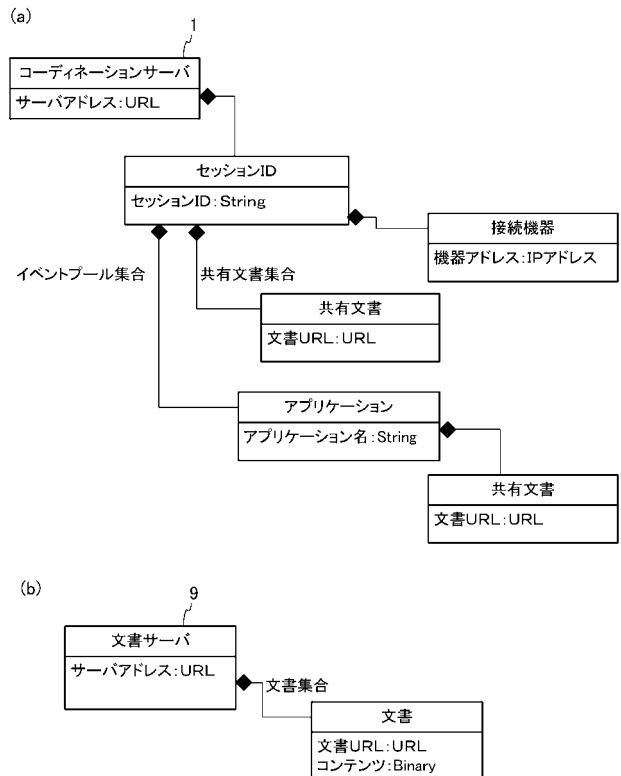 (a)
1
コーディネーションサーバ
サーバアドレス:URL
セッションID
セッションID:String
接続機器
機器アドレス:IPアドレス
イベントプール集合
共有文書集合
共有文書
文書URL:URL
アプリケーション
アプリケーション名:String
共有文書
文書URL:URL
(b)
9
文書サーバ
サーバアドレス:URL
文書集合
文書
文書URL:URL
コンテンツ:Binary